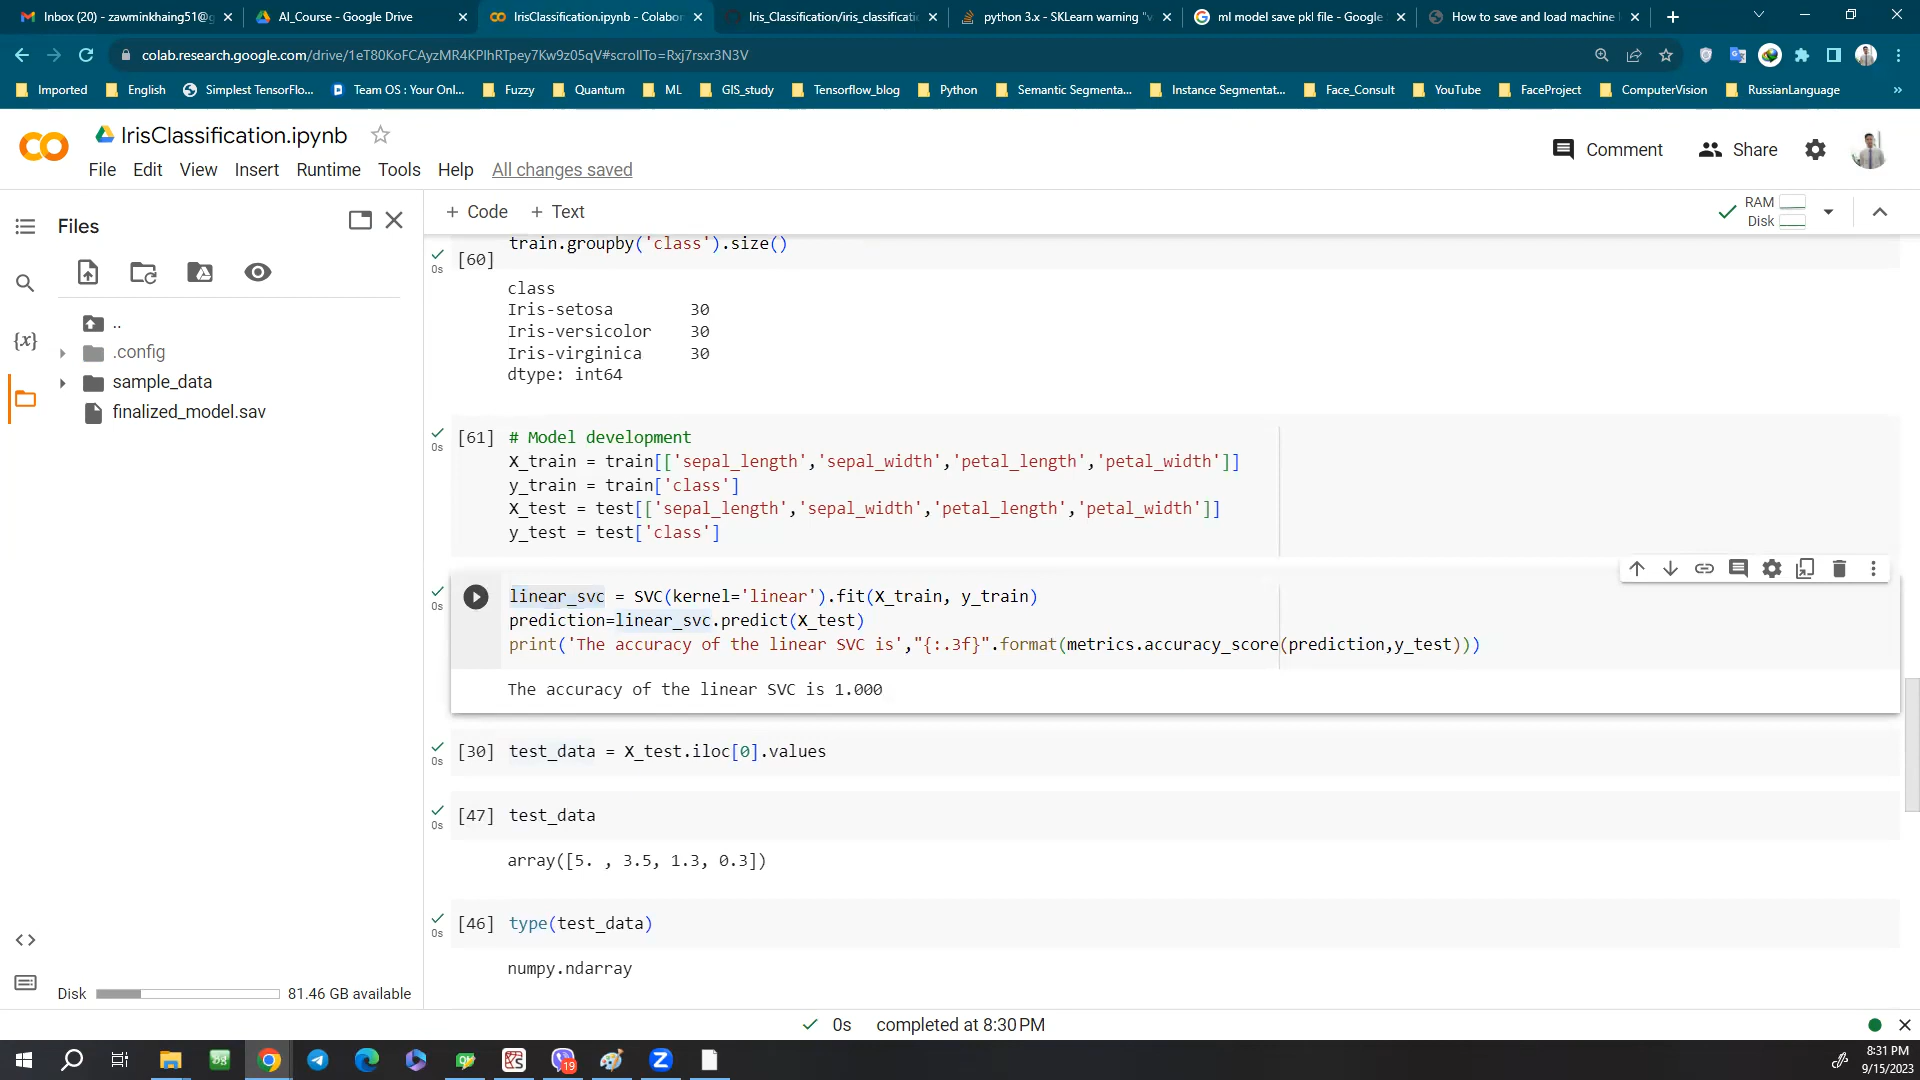 Inbox (20) - zawminkhaing51@g
AI_Course - Google Drive
IrisClassification.ipynb - Colabor
Iris_Classification/iris_classificati
python 3.x - SKLearn warning "v
ml model save pkl file - Google
How to save and load machine
colab.research.google.com/drive/1eT80KoFCAyzMR4KPlhRTpey7Kw9z05qV#scrollTo=Rxj7rsxr3N3V
Imported
English
Simplest TensorFlo...
Team OS : Your Onl...
Fuzzy
Quantum
ML
GIS_study
Tensorflow_blog
Python
Semantic Segmenta...
Instance Segmentat...
Face_Consult
YouTube
FaceProject
ComputerVision
RussianLanguage
»
IrisClassification.ipynb
Comment
Share
File Edit View Insert Runtime Tools Help All changes saved
Files
+ Code + Text
RAM
Disk
..
.config
sample_data
finalized_model.sav
{x}
0s
[60]
train.groupby('class').size()
class
Iris-setosa 30
Iris-versicolor 30
Iris-virginica 30
dtype: int64
0s
[61] # Model development
X_train = train[['sepal_length','sepal_width','petal_length','petal_width']]
y_train = train['class']
X_test = test[['sepal_length','sepal_width','petal_length','petal_width']]
y_test = test['class']
0s
linear_svc = SVC(kernel='linear').fit(X_train, y_train)
prediction=linear_svc.predict(X_test)
print('The accuracy of the linear SVC is',"{:.3f}".format(metrics.accuracy_score(prediction,y_test)))
The accuracy of the linear SVC is 1.000
0s
[30] test_data = X_test.iloc[0].values
0s
[47] test_data
array([5. , 3.5, 1.3, 0.3])
0s
[46] type(test_data)
numpy.ndarray
Disk 81.46 GB available
0s completed at 8:30 PM
19
8:31 PM
9/15/2023